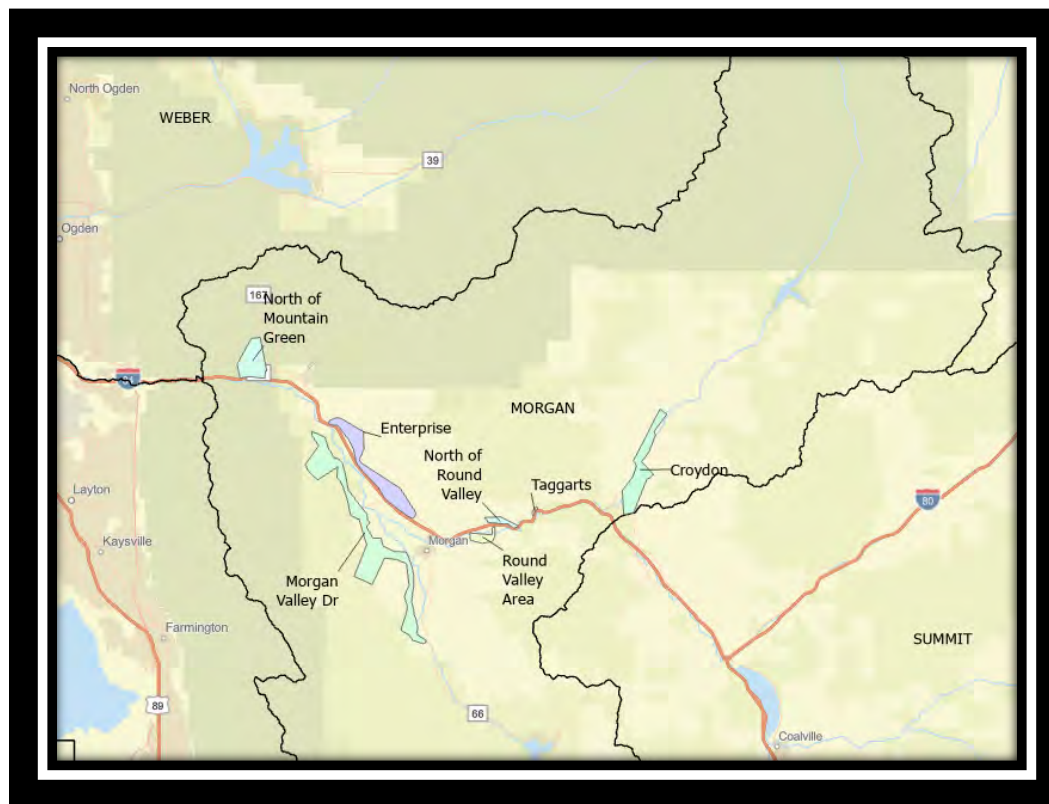 North Ogden
WEBER
39
Ogden
167
North of
Mountain
Green
MORGAN
Enterprise
North of
Round
Valley
Taggarts
Croydon
80
Layton
Kaysville
Morgan
Round
Valley
Area
Morgan
Valley Dr
Farmington
SUMMIT
89
66
Coalville